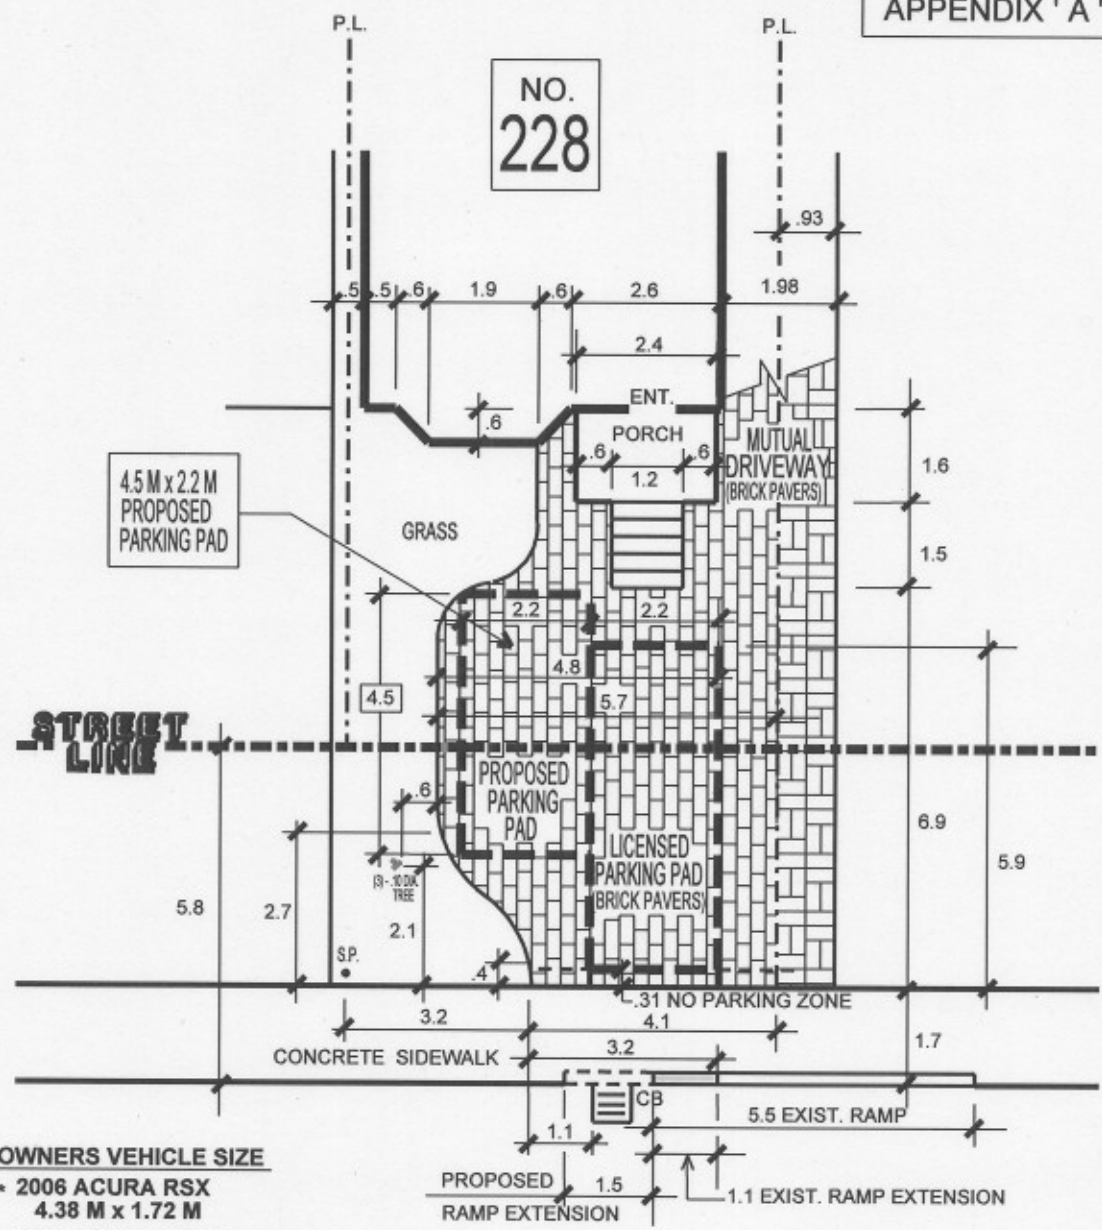 APPENDIX ' A '
P.L.
P.L.
NO.
228
.93
.5
.5
.6
1.9
.6
2.6
1.98
2.4
ENT.
.6
PORCH
.6
.6
1.2
MUTUAL
DRIVEWAY
(BRICK PAVERS)
1.6
4.5 M x 2.2 M
PROPOSED
PARKING PAD
GRASS
1.5
2.2
2.2
4.8
4.5
5.7
STREET
LINE
PROPOSED
PARKING
PAD
.6
6.9
LICENSED
PARKING PAD
(BRICK PAVERS)
5.9
(3) - .10 DIA.
TREE
5.8
2.7
2.1
S.P.
.4
.31 NO PARKING ZONE
3.2
4.1
1.7
CONCRETE SIDEWALK
3.2
CB
5.5 EXIST. RAMP
1.1
OWNERS VEHICLE SIZE
* 2006 ACURA RSX
4.38 M x 1.72 M
PROPOSED
RAMP EXTENSION
1.5
1.1 EXIST. RAMP EXTENSION